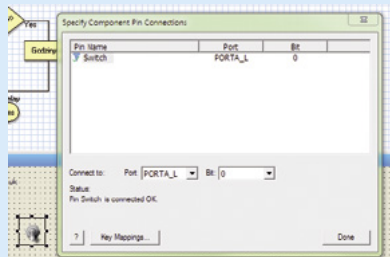 Specify Component Pin Connections
Yes
Pin Name Port Bit
Switch PORTA_L 0
Connect to: Port: PORTA_L Bit: 0
Status:
Pin Switch is connected OK.
? Key Mappings... Done